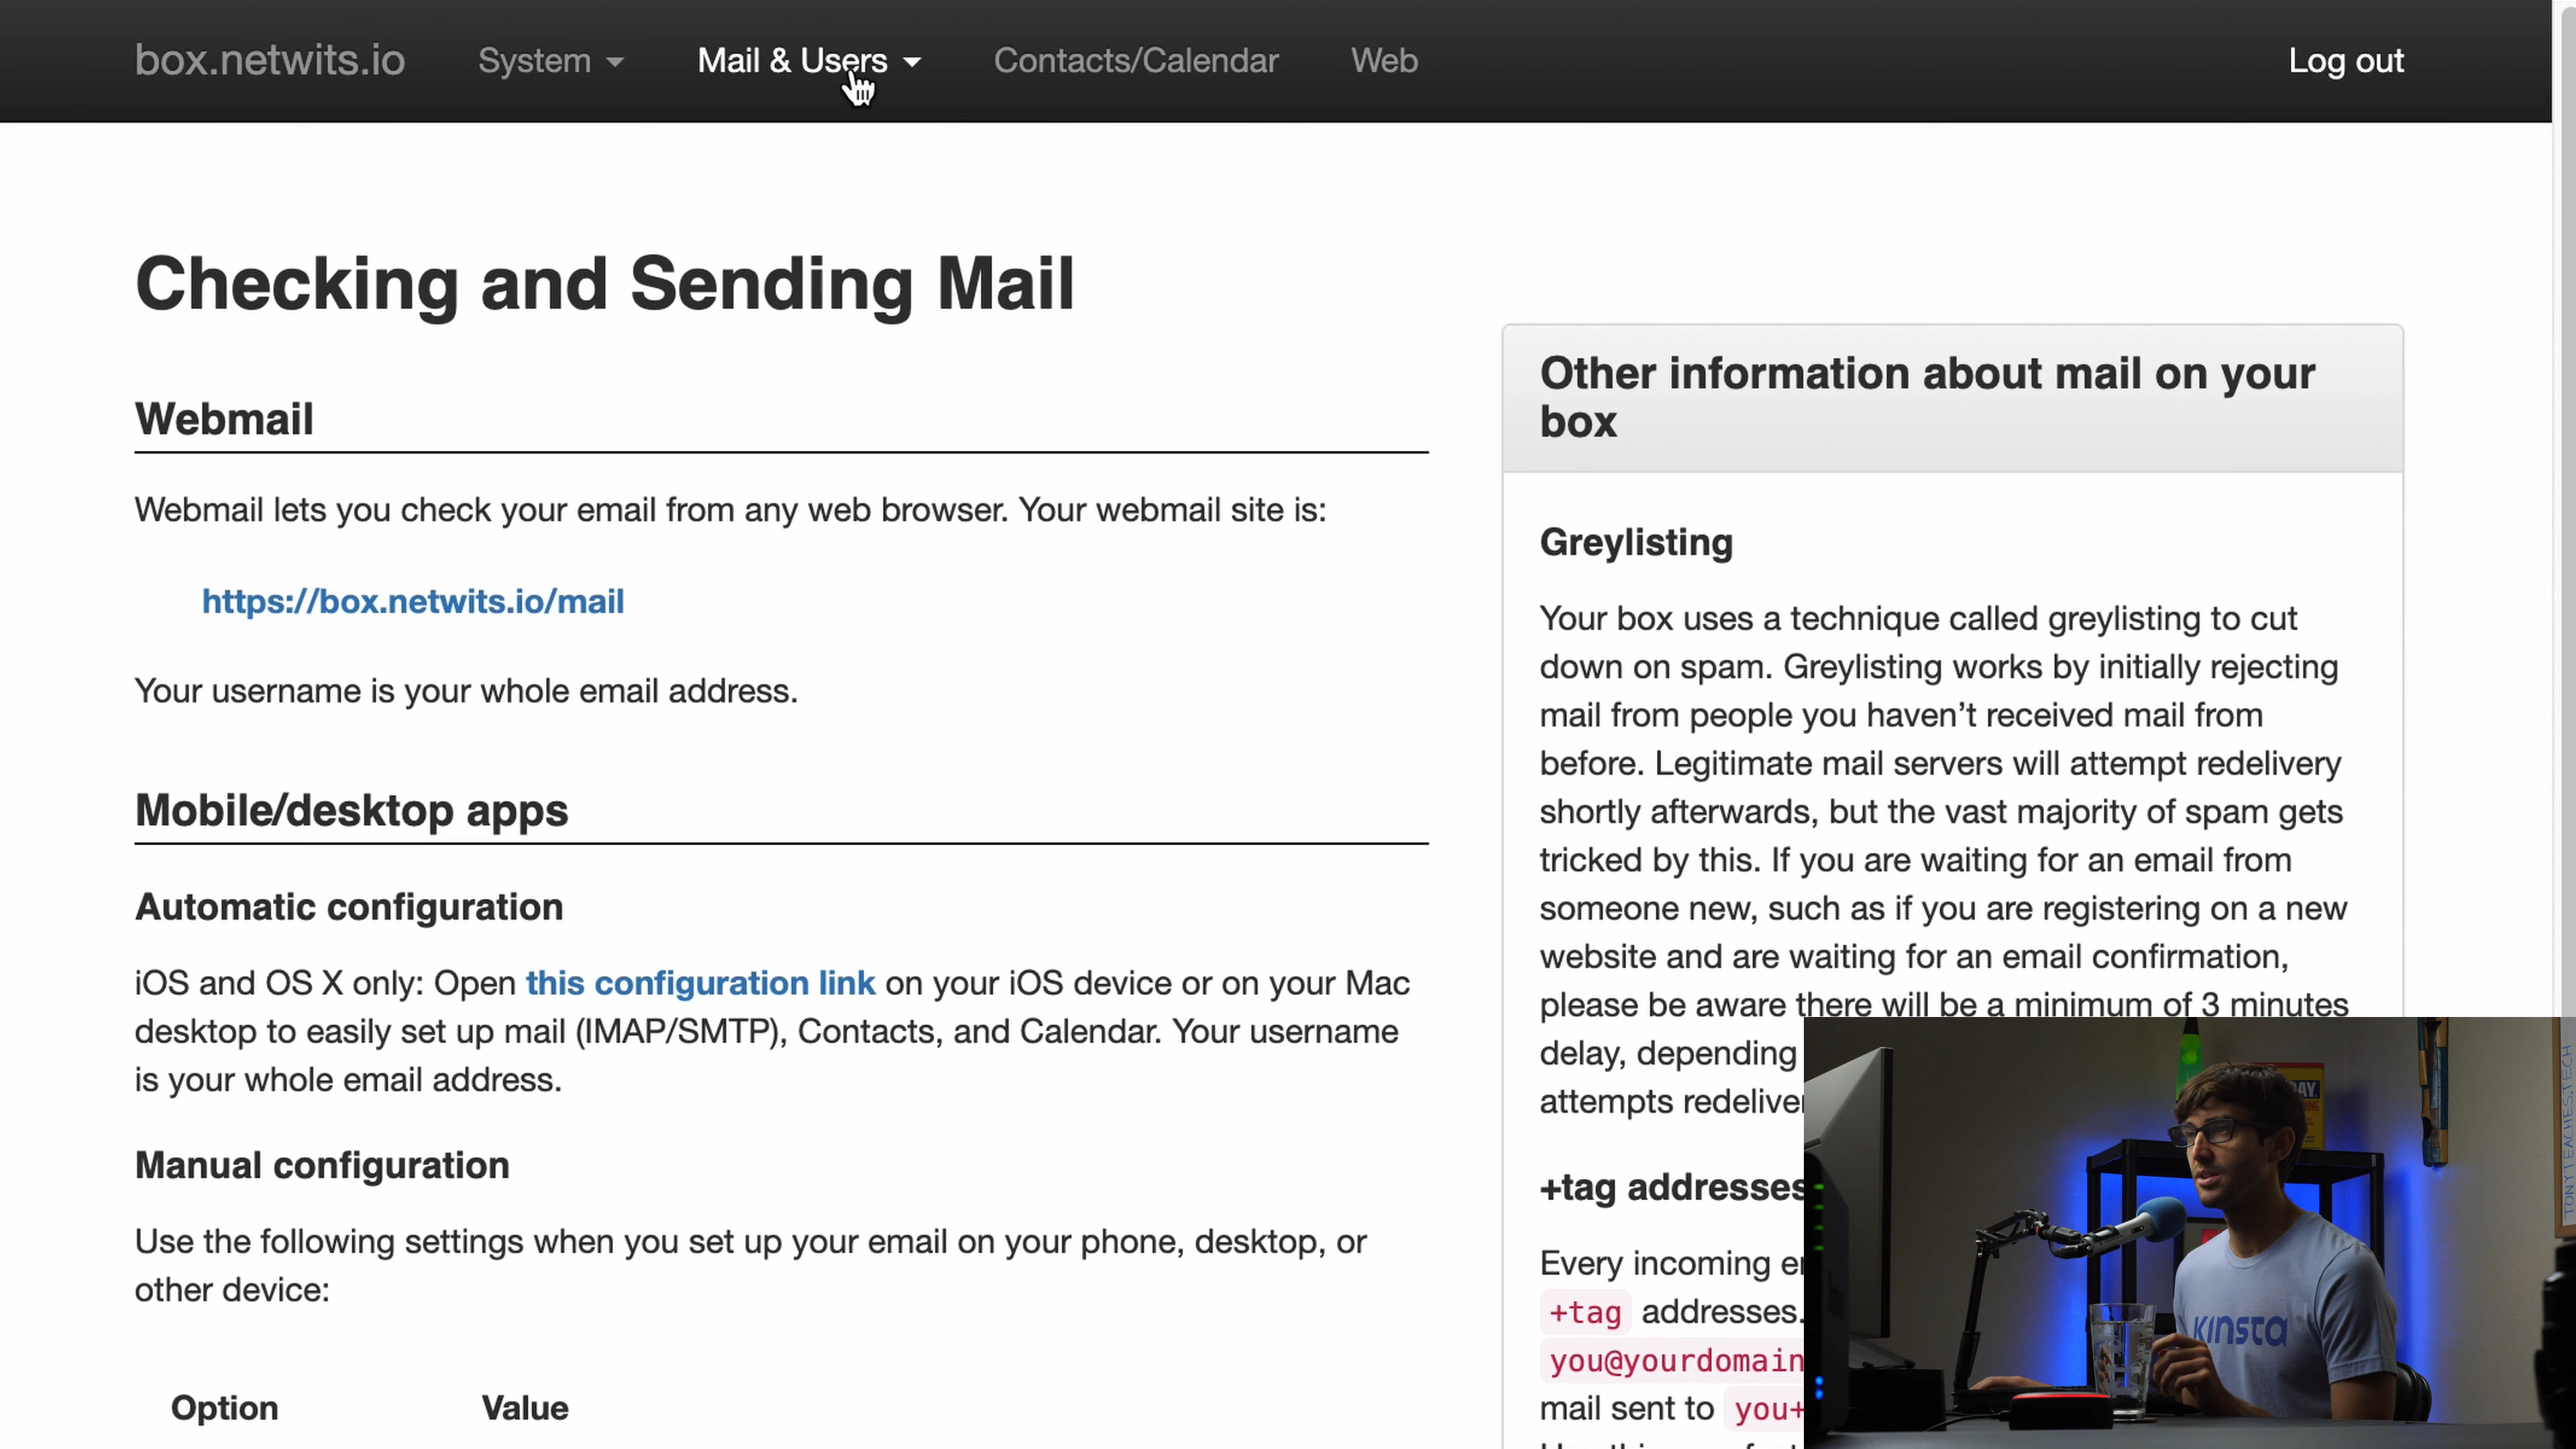 box.netwits.io System Mail & Users Contacts/Calendar Web Log out
Checking and Sending Mail
Webmail
Webmail lets you check your email from any web browser. Your webmail site is:
https://box.netwits.io/mail
Your username is your whole email address.
Mobile/desktop apps
Automatic configuration
iOS and OS X only: Open this configuration link on your iOS device or on your Mac
desktop to easily set up mail (IMAP/SMTP), Contacts, and Calendar. Your username
is your whole email address.
Manual configuration
Use the following settings when you set up your email on your phone, desktop, or
other device:
Option Value
Other information about mail on your
box
Greylisting
Your box uses a technique called greylisting to cut
down on spam. Greylisting works by initially rejecting
mail from people you haven’t received mail from
before. Legitimate mail servers will attempt redelivery
shortly afterwards, but the vast majority of spam gets
tricked by this. If you are waiting for an email from
someone new, such as if you are registering on a new
website and are waiting for an email confirmation,
please be aware there will be a minimum of 3 minutes
delay, depending
attempts
+tag addresses
Every incoming
+tag addresses.
you@yourdomain
mail sent to you+
KINSTA
TONYTEACHES.TECH